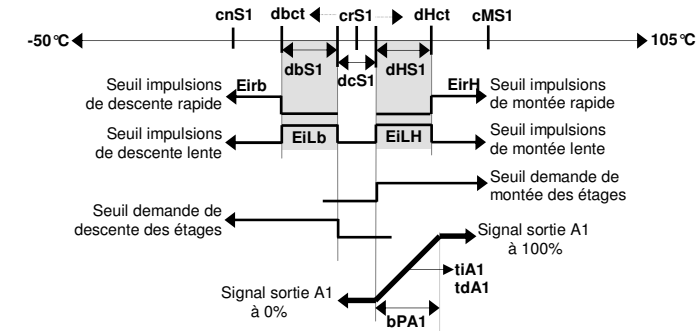 cnS1 dbct crS1 dHct cMS1
-50°C 105°C
dbS1 dcS1 dHS1
Seuil impulsions
de descente rapide
Eirb
EirH
Seuil impulsions
de montée rapide
Seuil impulsions
de descente lente
EiLb
EiLH
Seuil impulsions
de montée lente
Seuil demande de
montée des étages
Seuil demande de
descente des étages
Signal sortie A1
à 100%
tiA1
tdA1
Signal sortie A1
à 0%
bPA1